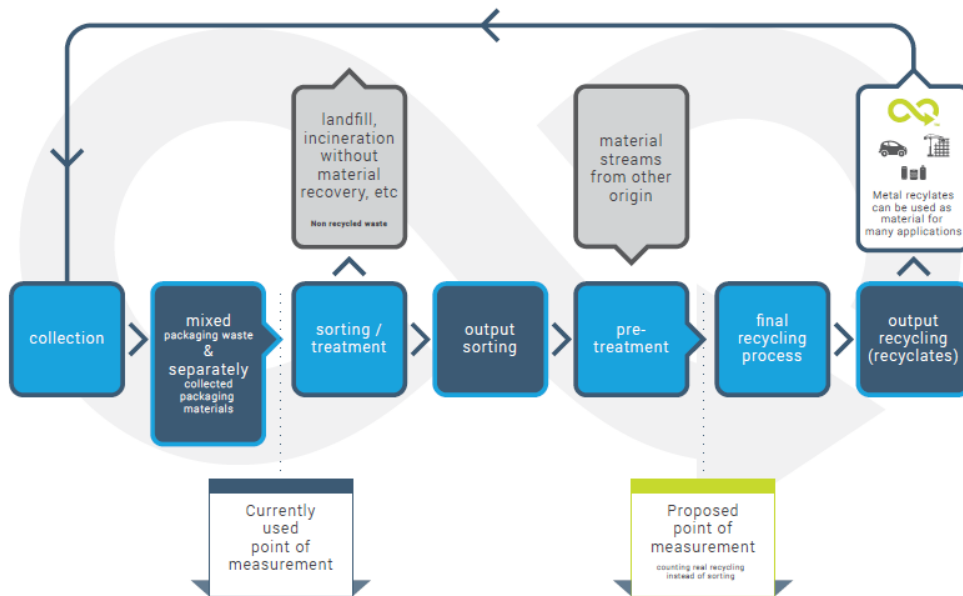 landfill,
incineration
without
material
recovery, etc
Non recycled waste
material
streams
from other
origin
Metal recylates
can be used as
material for
many applications
collection
mixed
packaging waste
&
separately
collected
packaging
materials
sorting /
treatment
output
sorting
pre-
treatment
final
recycling
process
output
recycling
(recyclates)
Currently
used
point of
measurement
Proposed
point of
measurement
counting real recycling
instead of sorting